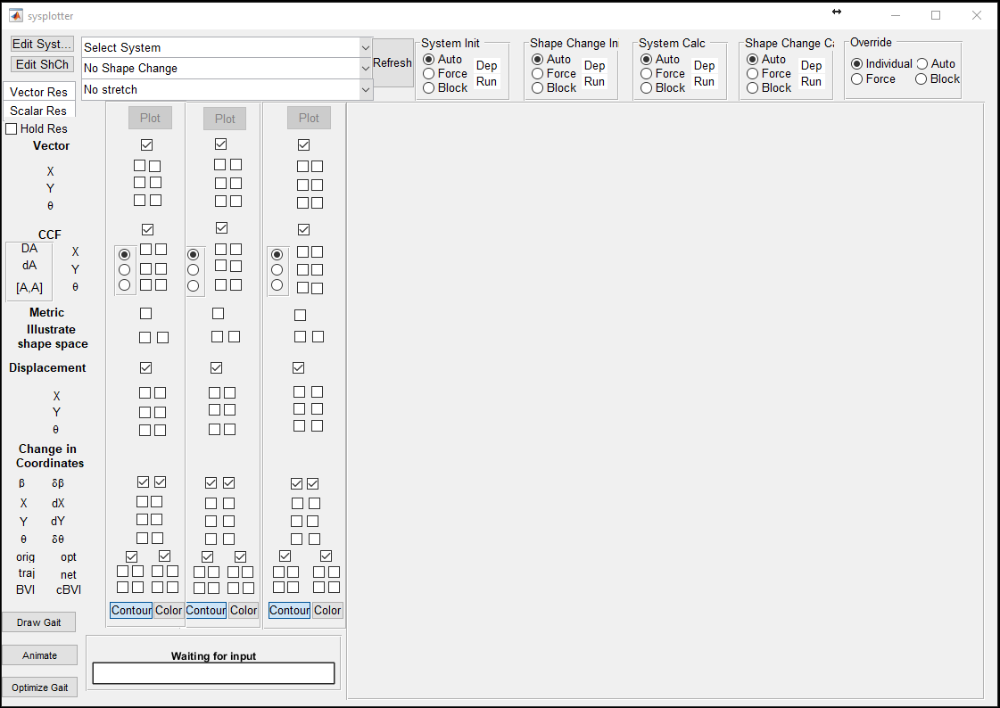 sysplotter
Edit Syst...
Edit ShCh
Select System
No Shape Change
No stretch
Refresh
System Init
Auto
Force
Block
Dep
Run
Shape Change Ini
Auto
Force
Block
Dep
Run
System Calc
Auto
Force
Block
Dep
Run
Shape Change Ca
Auto
Force
Block
Dep
Run
Override
Individual
Auto
Force
Block
Vector Res
Scalar Res
Hold Res
Plot
Plot
Plot
Vector
X
Y
θ
CCF
DA
dA
[A,A]
X
Y
θ
Metric
Illustrate
shape space
Displacement
X
Y
θ
Change in
Coordinates
β δβ
X dX
Y dY
θ δθ
orig opt
traj net
BVI cBVI
Contour Color
Contour Color
Contour Color
Draw Gait
Animate
Optimize Gait
Waiting for input